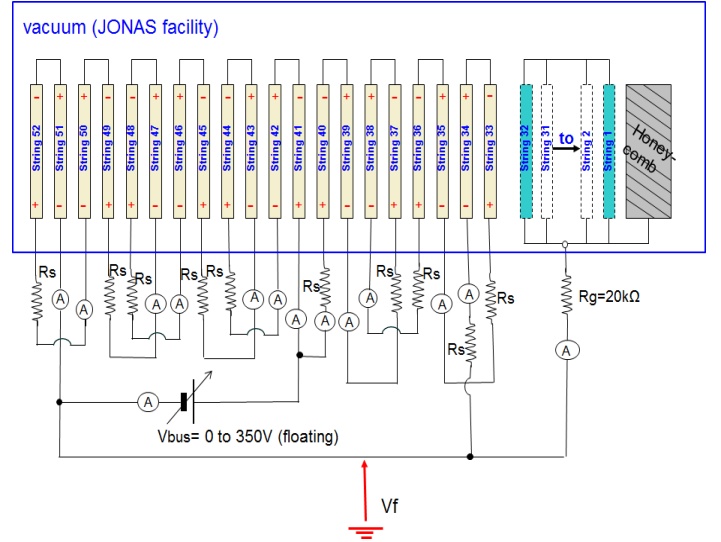 vacuum (JONAS facility)
- + + - - + + - - + + - - + + - - + + -
String 52
String 51
String 50
String 49
String 48
String 47
String 46
String 45
String 44
String 43
String 42
String 41
String 40
String 39
String 38
String 37
String 36
String 35
String 34
String 33
String 32
String 31
to
String 2
String 1
Honey-
comb
+ - - + + - - + + - - + + - - + + - - +
Rs
Rs
Rs
Rs
Rs
Rs
Rs
Rs
Rs
Rs
A
A
A
A
A
A
A
A
A
A
A
A
A
Rg=20kΩ
A
A
Vbus= 0 to 350V (floating)
Vf